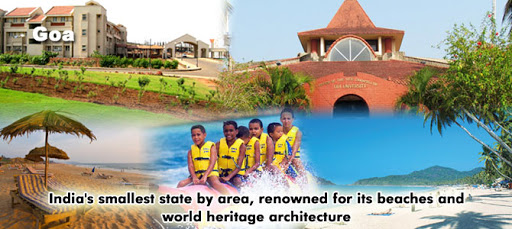 Goa
India's smallest state by area, renowned for its beaches and
world heritage architecture